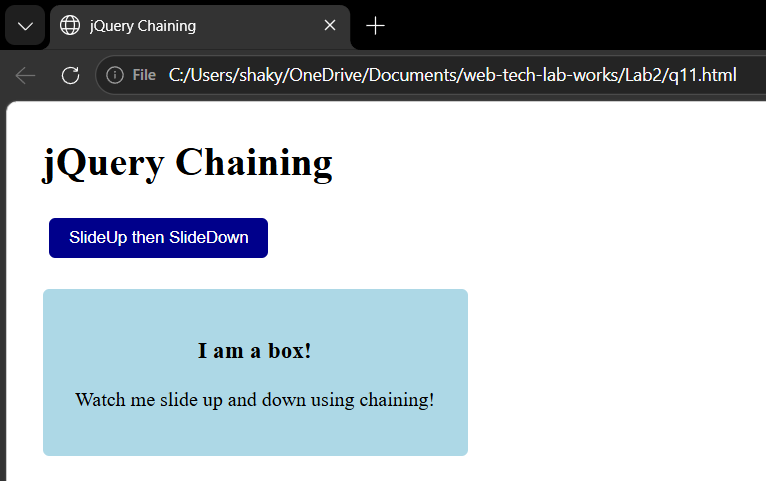 jQuery Chaining
File C:/Users/shaky/OneDrive/Documents/web-tech-lab-works/Lab2/q11.html
jQuery Chaining
SlideUp then SlideDown
I am a box!
Watch me slide up and down using chaining!